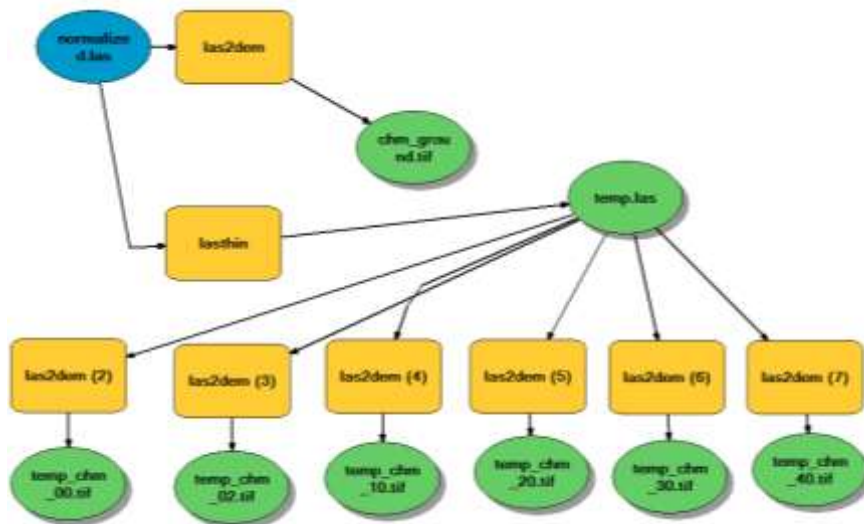 normalize
d.las
las2dem
chm_grou
nd.tif
temp.las
lasthin
las2dem (2)
las2dem (3)
las2dem (4)
las2dem (5)
las2dem (6)
las2dem (7)
temp_chm
_00.tif
temp_chm
_02.tif
temp_chm
_10.tif
temp_chm
_20.tif
temp_chm
_30.tif
temp_chm
_40.tif